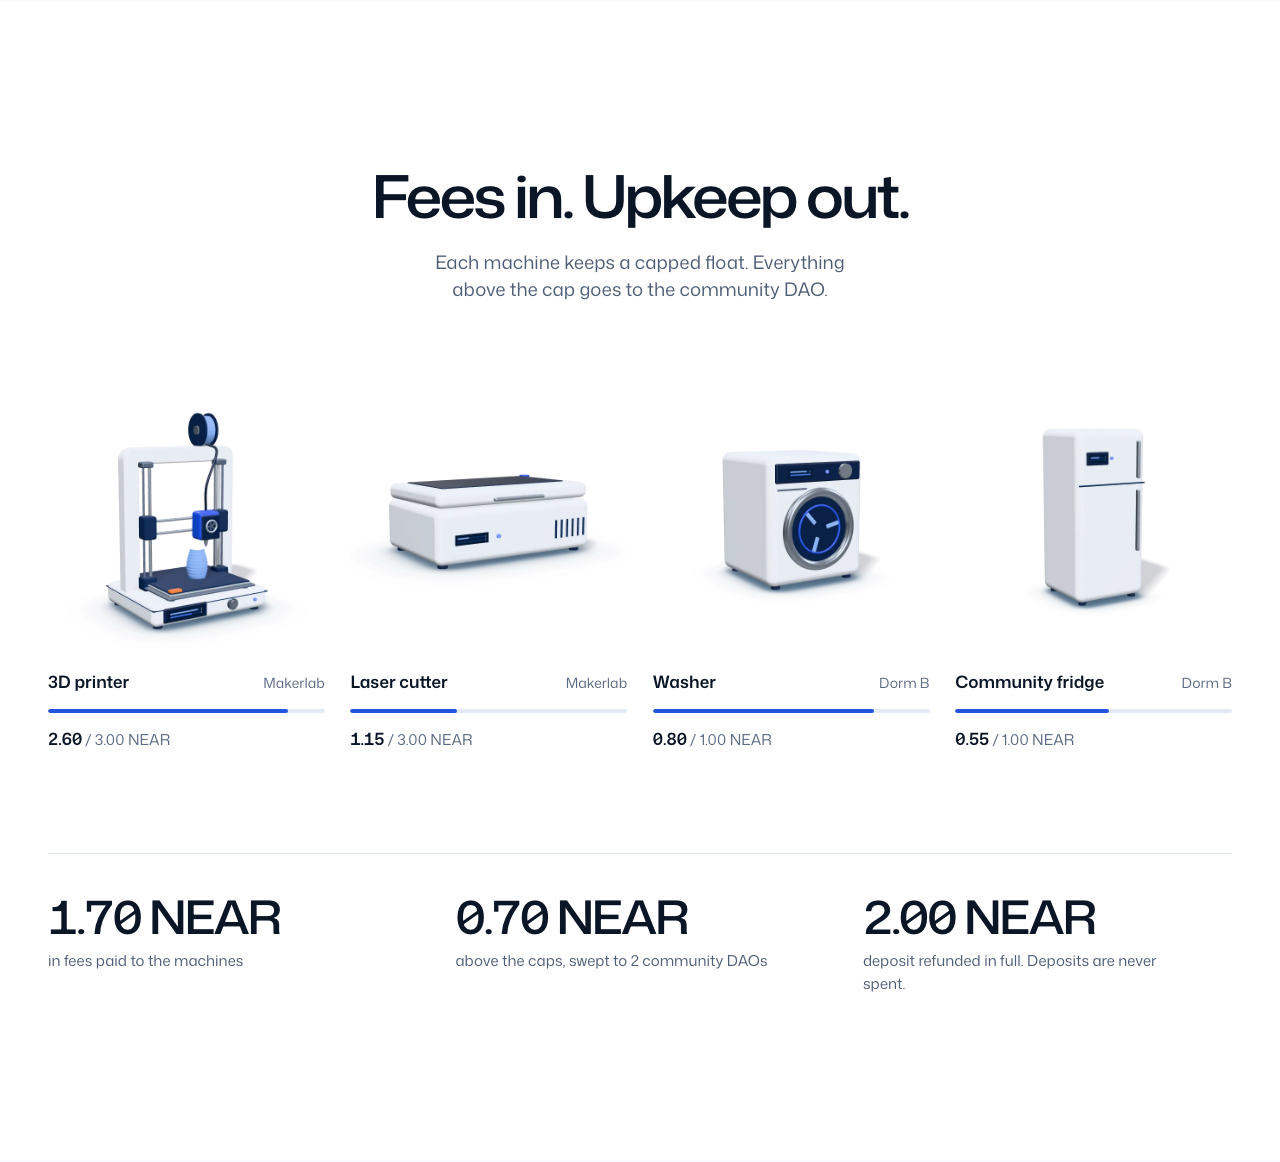 Fees in. Upkeep out.
Each machine keeps a capped float. Everything
above the cap goes to the community DAO.
3D printer
Makerlab
2.60 / 3.00 NEAR
Laser cutter
Makerlab
1.15 / 3.00 NEAR
Washer
Dorm B
0.80 / 1.00 NEAR
Community fridge
Dorm B
0.55 / 1.00 NEAR
1.70 NEAR
in fees paid to the machines
0.70 NEAR
above the caps, swept to 2 community DAOs
2.00 NEAR
deposit refunded in full. Deposits are never
spent.